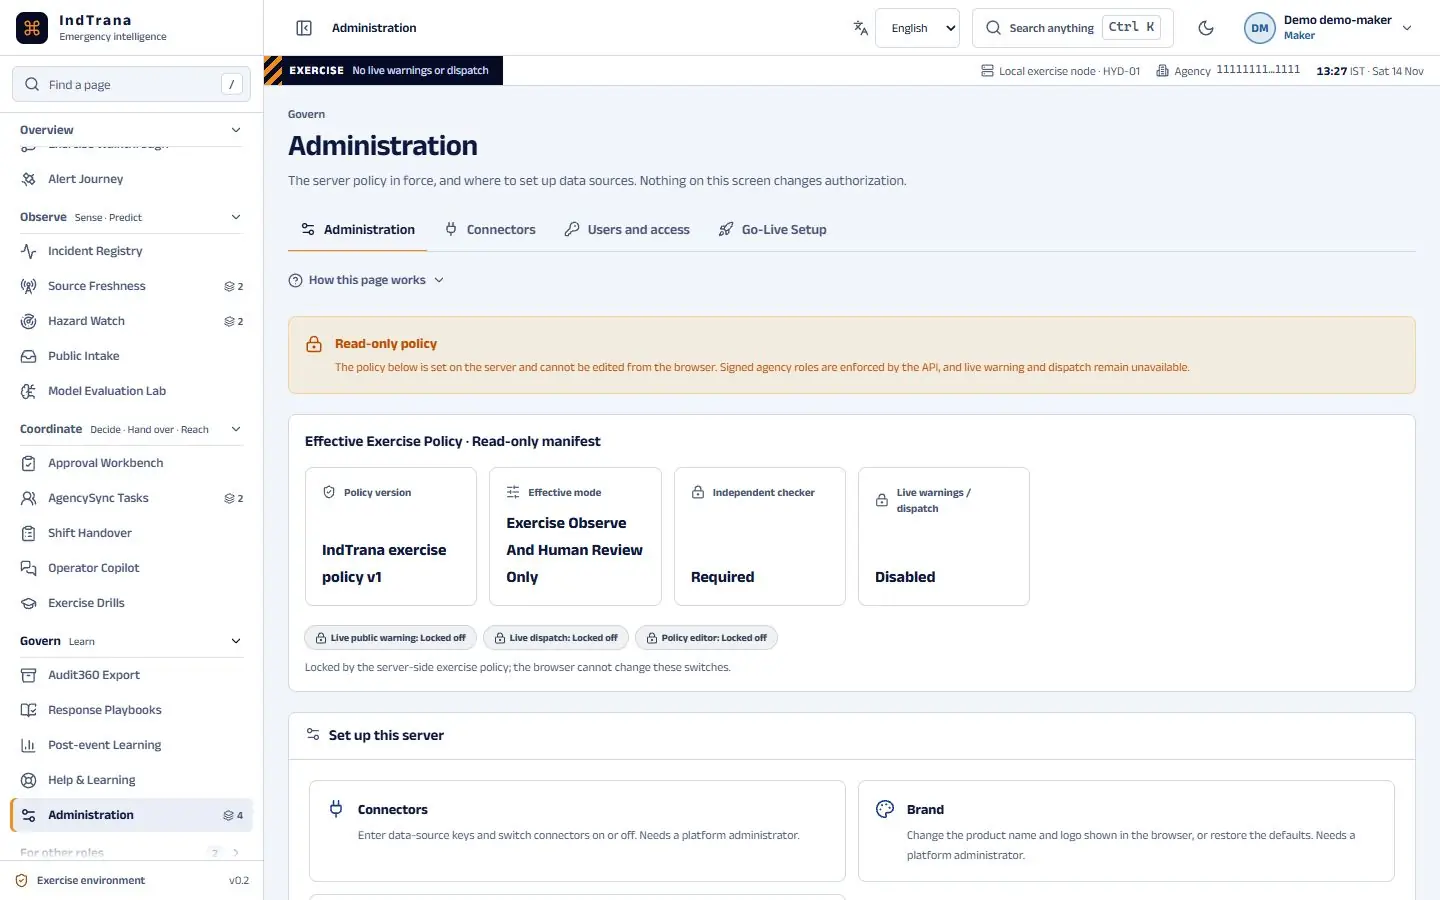 IndTrana
Emergency intelligence
Administration
English
Search anything
Ctrl K
DM
Demo demo-maker
Maker
Find a page
/
EXERCISE No live warnings or dispatch
Local exercise node · HYD-01
Agency 11111111…1111
13:27 IST · Sat 14 Nov
Overview
Exercise Walkthrough
Alert Journey
Observe Sense · Predict
Incident Registry
Source Freshness 2
Hazard Watch 2
Public Intake
Model Evaluation Lab
Coordinate Decide · Hand over · Reach
Approval Workbench
AgencySync Tasks 2
Shift Handover
Operator Copilot
Exercise Drills
Govern Learn
Audit360 Export
Response Playbooks
Post-event Learning
Help & Learning
Administration 4
For other roles 2
Exercise environment v0.2
Govern
Administration
The server policy in force, and where to set up data sources. Nothing on this screen changes authorization.
Administration
Connectors
Users and access
Go-Live Setup
How this page works
Read-only policy
The policy below is set on the server and cannot be edited from the browser. Signed agency roles are enforced by the API, and live warning and dispatch remain unavailable.
Effective Exercise Policy · Read-only manifest
Policy version
IndTrana exercise
policy v1
Effective mode
Exercise Observe
And Human Review
Only
Independent checker
Required
Live warnings /
dispatch
Disabled
Live public warning: Locked off
Live dispatch: Locked off
Policy editor: Locked off
Locked by the server-side exercise policy; the browser cannot change these switches.
Set up this server
Connectors
Enter data-source keys and switch connectors on or off. Needs a platform administrator.
Brand
Change the product name and logo shown in the browser, or restore the defaults. Needs a
platform administrator.